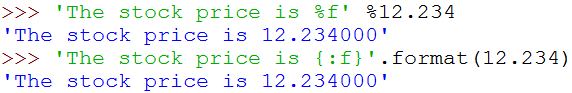 >>> 'The stock price is %f' %12.234
'The stock price is 12.234000'
>>> 'The stock price is {:f}'.format(12.234)
'The stock price is 12.234000'